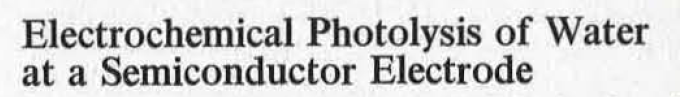 Electrochemical Photolysis of Water
at a Semiconductor Electrode